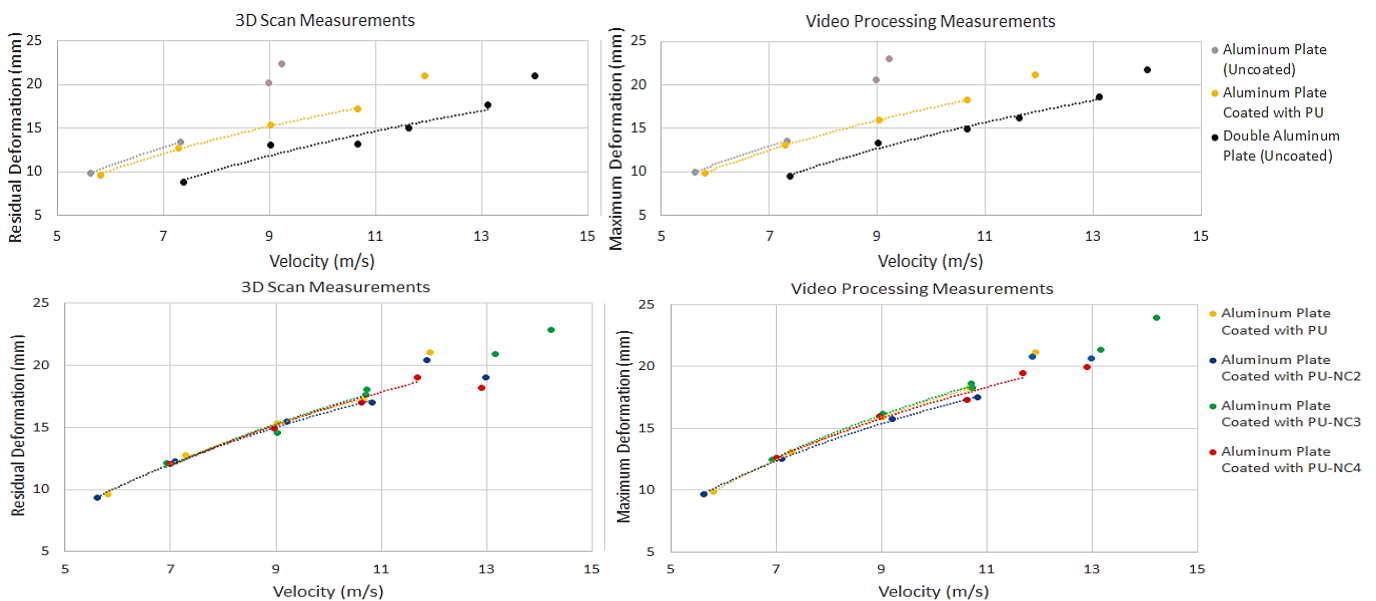 3D Scan Measurements
Residual Deformation (mm)
25
20
15
10
5
5
7
9
11
13
15
Velocity (m/s)
Video Processing Measurements
Maximum Deformation (mm)
25
20
15
10
5
5
7
9
11
13
15
Velocity (m/s)
Aluminum Plate
(Uncoated)
Aluminum Plate
Coated with PU
Double Aluminum
Plate (Uncoated)
3D Scan Measurements
Residual Deformation (mm)
25
20
15
10
5
5
7
9
11
13
15
Velocity (m/s)
Video Processing Measurements
Maximum Deformation (mm)
25
20
15
10
5
5
7
9
11
13
15
Velocity (m/s)
Aluminum Plate
Coated with PU
Aluminum Plate
Coated with PU-NC2
Aluminum Plate
Coated with PU-NC3
Aluminum Plate
Coated with PU-NC4